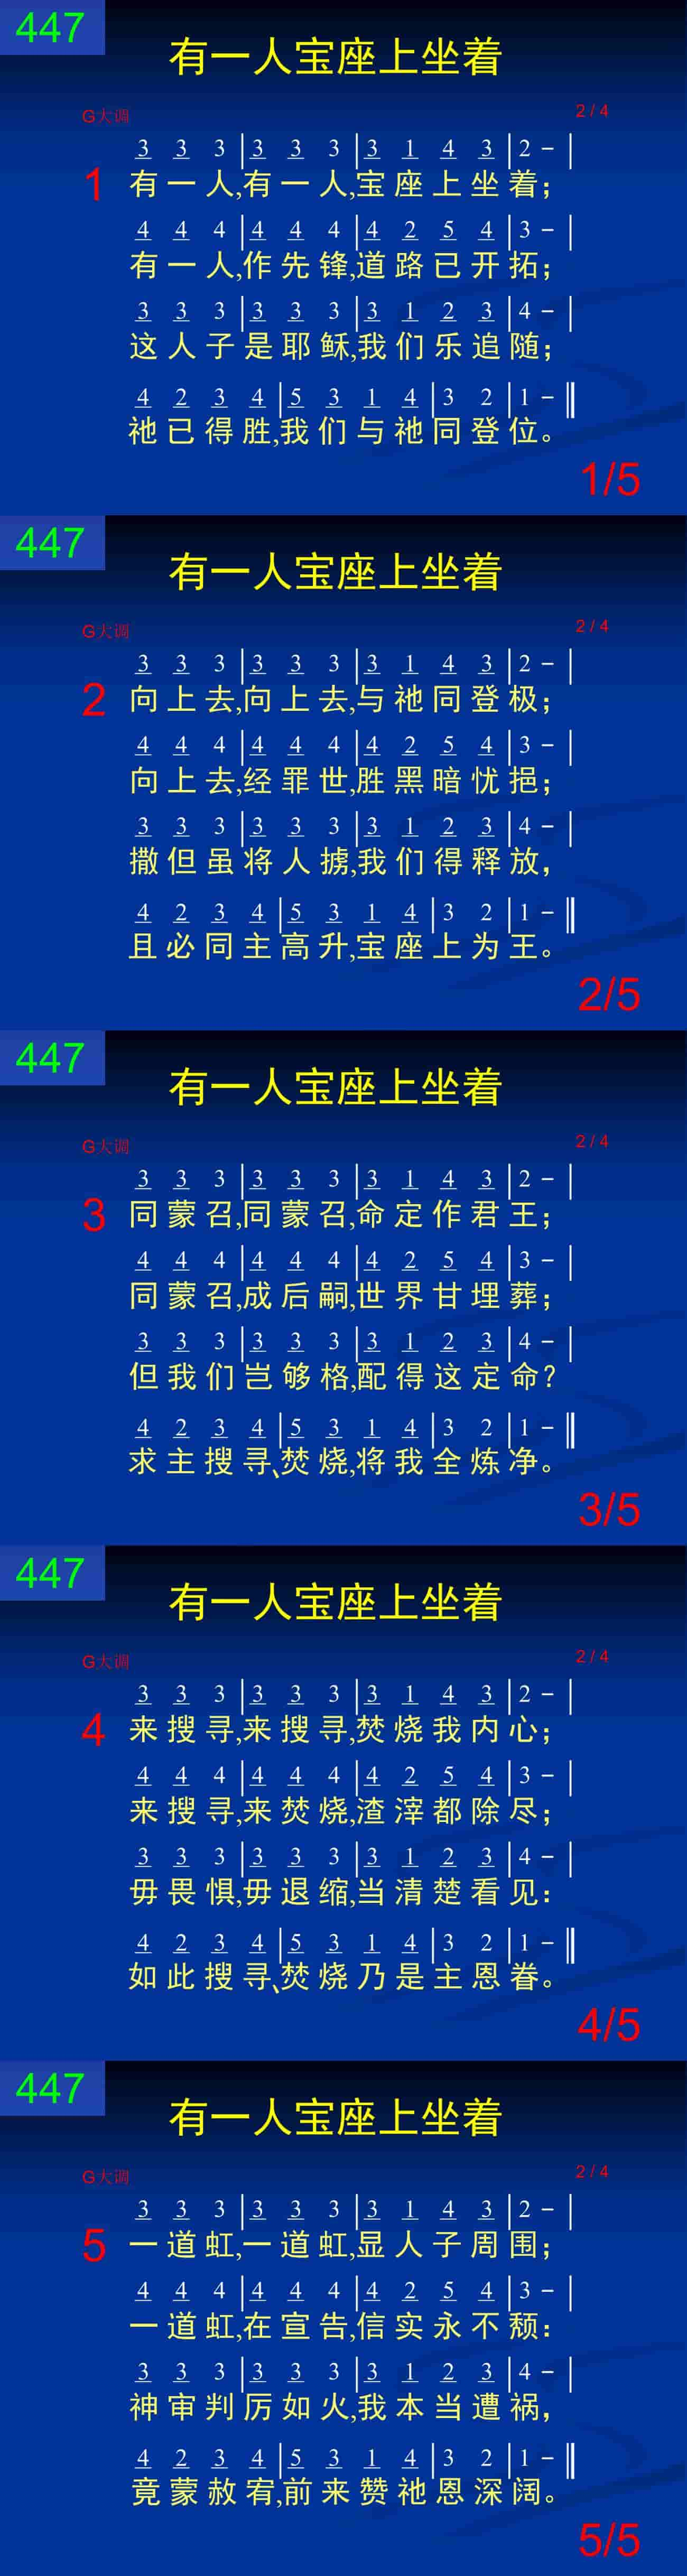 447
有一人宝座上坐着
G大调 2/4
3 3 3 | 3 3 3 | 3 1 4 3 | 2 - |
1 有一人,有一人,宝座上坐着;
4 4 4 | 4 4 4 | 4 2 5 4 | 3 - |
有一人,作先锋,道路已开拓;
3 3 3 | 3 3 3 | 3 1 2 3 | 4 - |
这人子是耶稣,我们乐追随;
4 2 3 4 | 5 3 1 4 | 3 2 | 1 - ‖
祂已得胜,我们与祂同登位。
1/5
447
有一人宝座上坐着
G大调 2/4
3 3 3 | 3 3 3 | 3 1 4 3 | 2 - |
2 向上去,向上去,与祂同登极;
4 4 4 | 4 4 4 | 4 2 5 4 | 3 - |
向上去,经罪世,胜黑暗忧挹;
3 3 3 | 3 3 3 | 3 1 2 3 | 4 - |
撒但虽将人掳,我们得释放,
4 2 3 4 | 5 3 1 4 | 3 2 | 1 - ‖
且必同主高升,宝座上为王。
2/5
447
有一人宝座上坐着
G大调 2/4
3 3 3 | 3 3 3 | 3 1 4 3 | 2 - |
3 同蒙召,同蒙召,命定作君王;
4 4 4 | 4 4 4 | 4 2 5 4 | 3 - |
同蒙召,成后嗣,世界甘埋葬;
3 3 3 | 3 3 3 | 3 1 2 3 | 4 - |
但我们岂够格,配得这定命?
4 2 3 4 | 5 3 1 4 | 3 2 | 1 - ‖
求主搜寻、焚烧,将我全炼净。
3/5
447
有一人宝座上坐着
G大调 2/4
3 3 3 | 3 3 3 | 3 1 4 3 | 2 - |
4 来搜寻,来搜寻,焚烧我内心;
4 4 4 | 4 4 4 | 4 2 5 4 | 3 - |
来搜寻,来焚烧,渣滓都除尽;
3 3 3 | 3 3 3 | 3 1 2 3 | 4 - |
毋畏惧,毋退缩,当清楚看见:
4 2 3 4 | 5 3 1 4 | 3 2 | 1 - ‖
如此搜寻、焚烧乃是主恩眷。
4/5
447
有一人宝座上坐着
G大调 2/4
3 3 3 | 3 3 3 | 3 1 4 3 | 2 - |
5 一道虹,一道虹,显人子周围;
4 4 4 | 4 4 4 | 4 2 5 4 | 3 - |
一道虹,在宣告,信实永不颓:
3 3 3 | 3 3 3 | 3 1 2 3 | 4 - |
神审判厉如火,我本当遭祸,
4 2 3 4 | 5 3 1 4 | 3 2 | 1 - ‖
竟蒙赦宥,前来赞祂恩深阔。
5/5